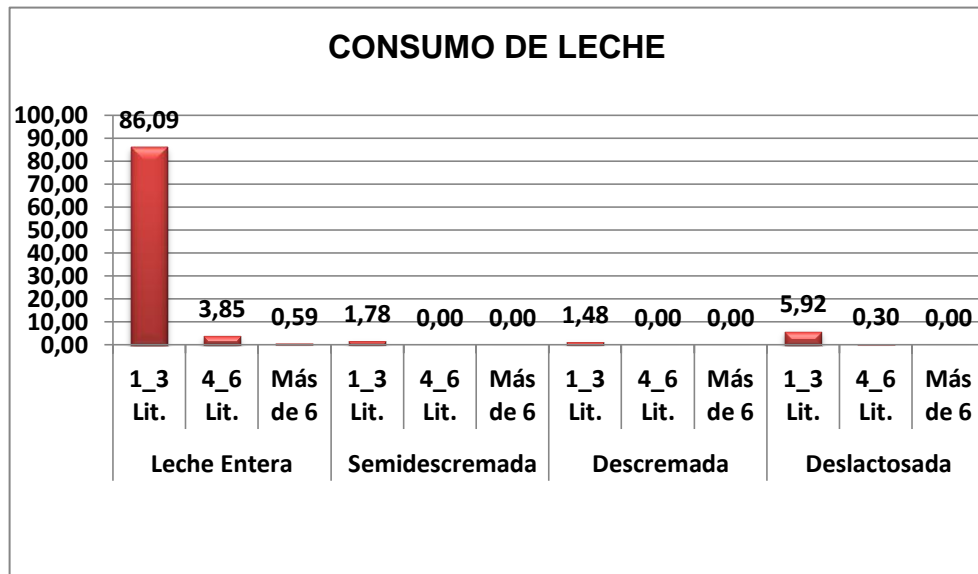 CONSUMO DE LECHE
100,00
90,00
80,00
70,00
60,00
50,00
40,00
30,00
20,00
10,00
0,00
86,09
3,85
0,59
1,78
0,00
0,00
1,48
0,00
0,00
5,92
0,30
0,00
1_3 Lit.
4_6 Lit.
Más de 6
1_3 Lit.
4_6 Lit.
Más de 6
1_3 Lit.
4_6 Lit.
Más de 6
1_3 Lit.
4_6 Lit.
Más de 6
Leche Entera
Semidescremada
Descremada
Deslactosada